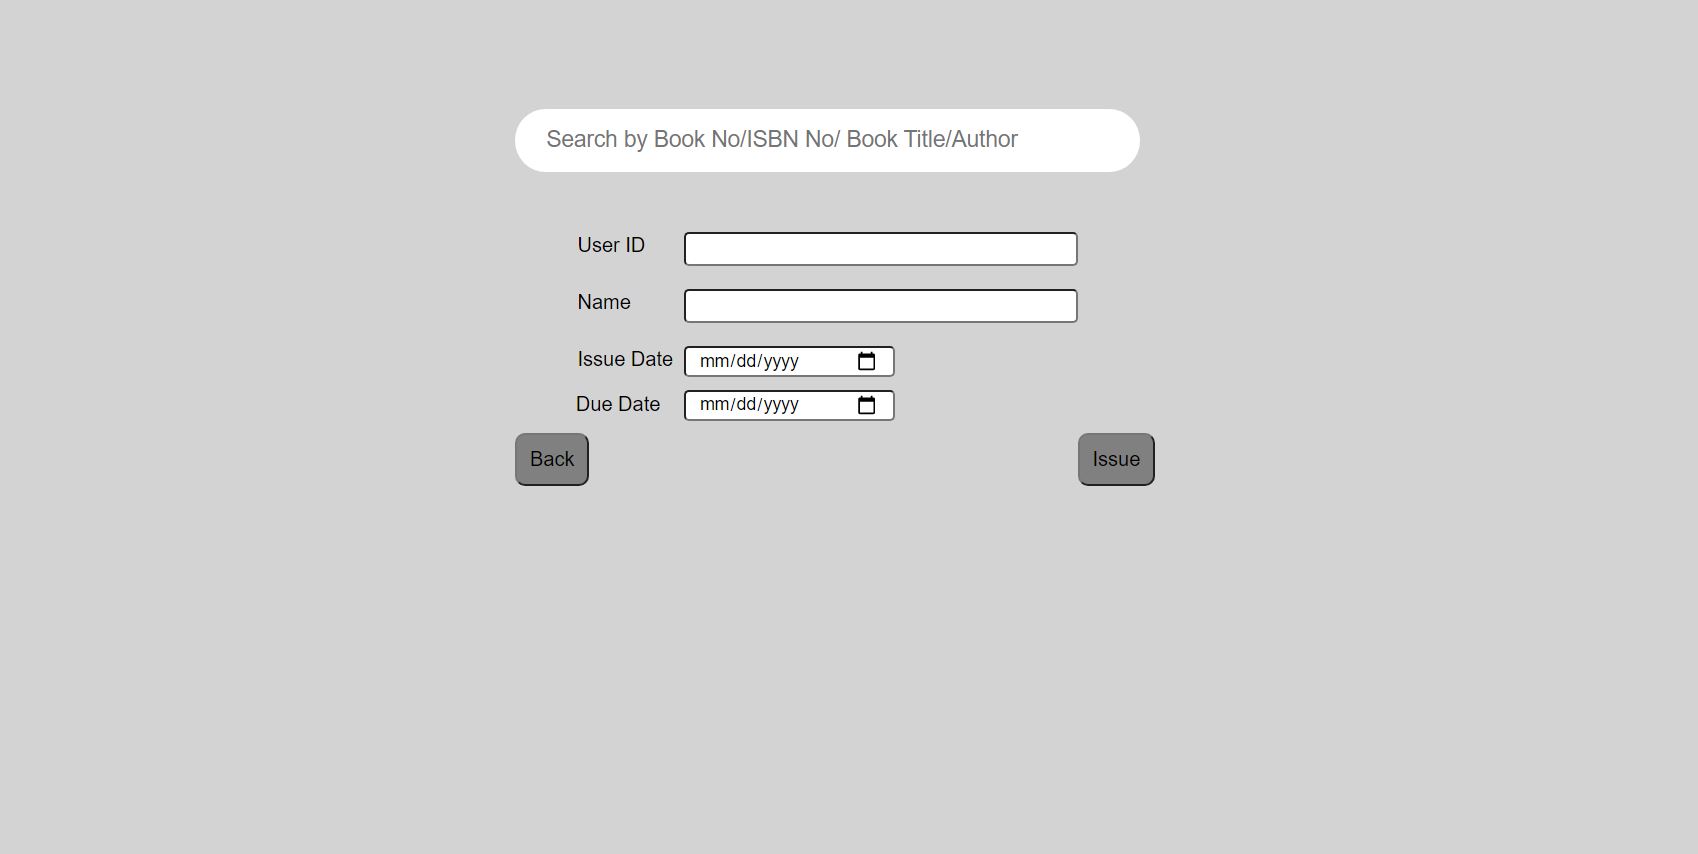 Search by Book No/ISBN No/ Book Title/Author
User ID
Name
Issue Date mm/dd/yyyy
Due Date mm/dd/yyyy
Back Issue